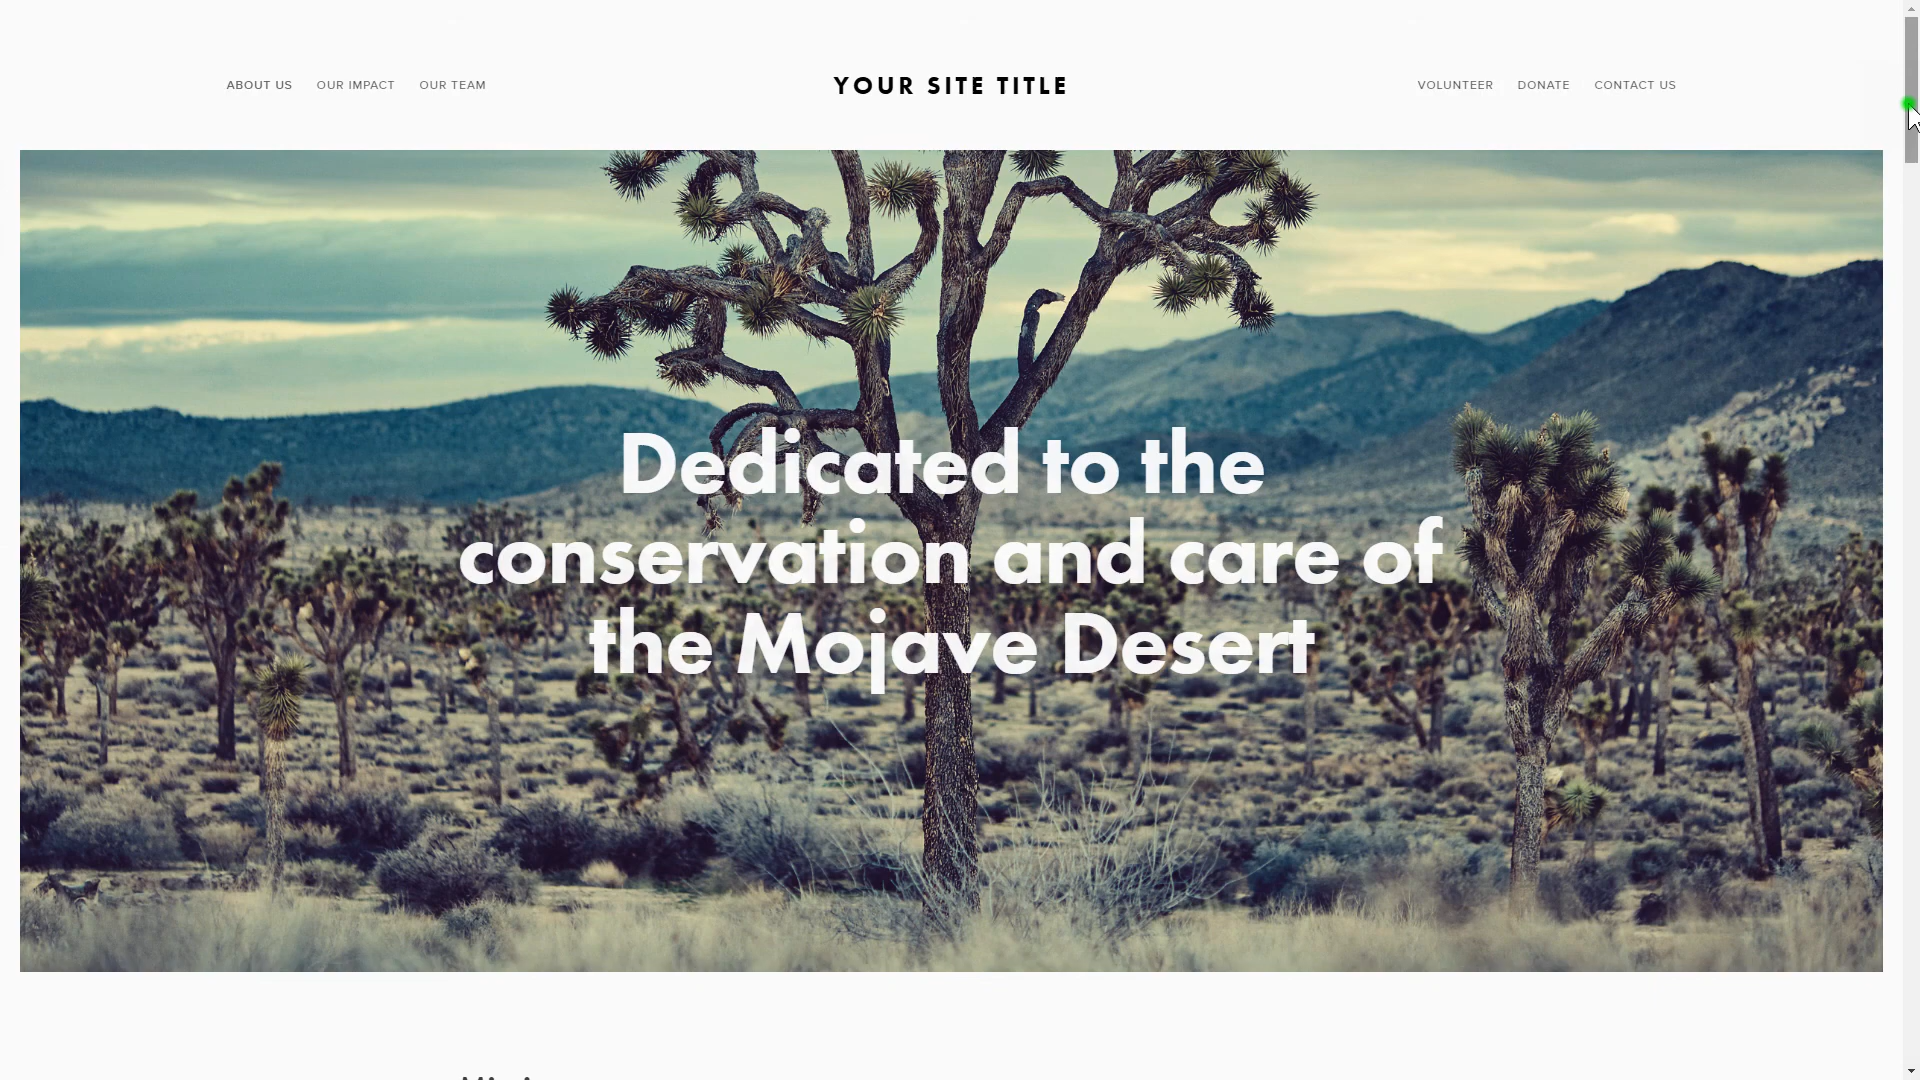 ABOUT US OUR IMPACT OUR TEAM YOUR SITE TITLE VOLUNTEER DONATE CONTACT US
Dedicated to the
conservation and care of
the Mojave Desert